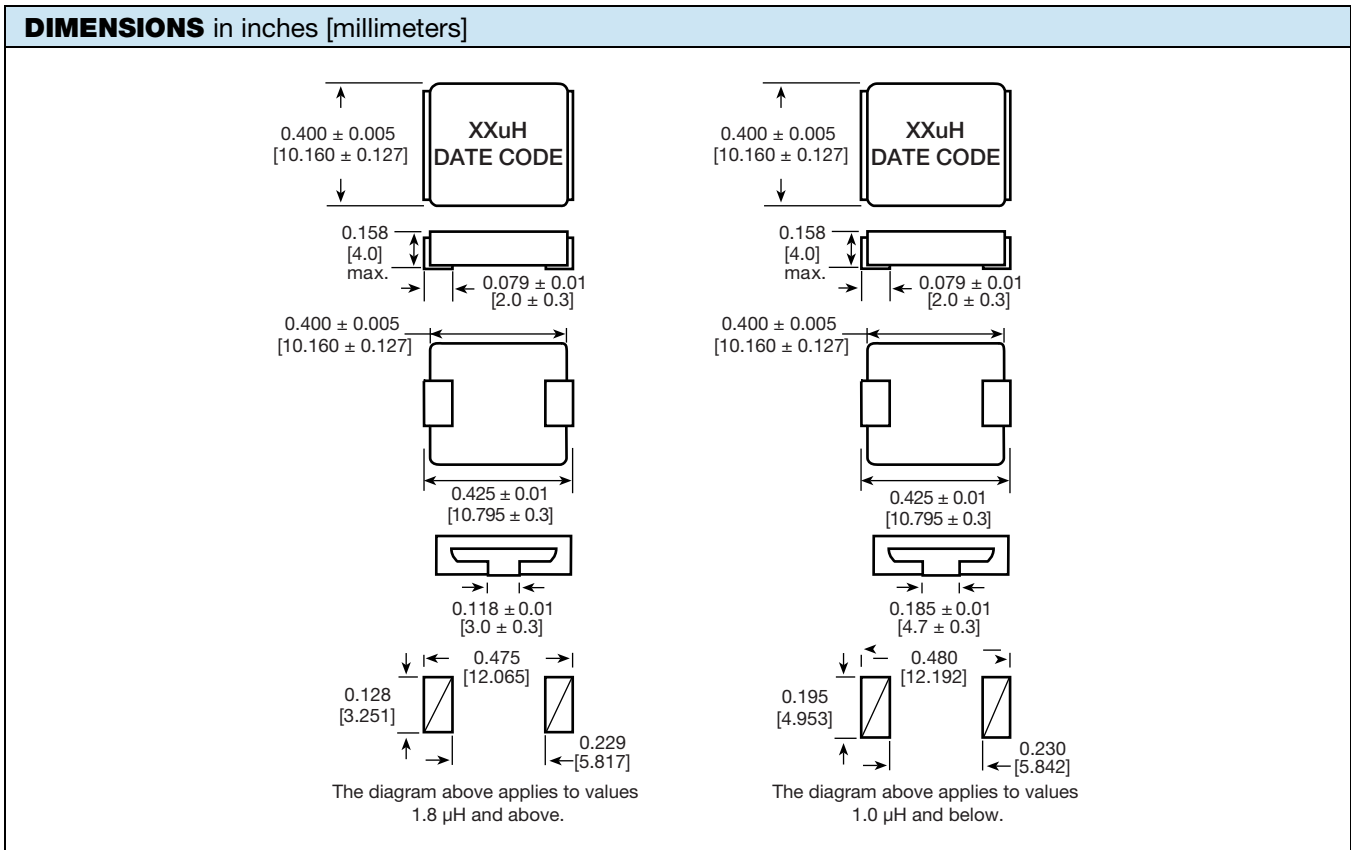 DIMENSIONS in inches [millimeters]
0.400 ± 0.005
[10.160 ± 0.127]
XXuH
DATE CODE
0.158
[4.0]
max.
0.079 ± 0.01
[2.0 ± 0.3]
0.400 ± 0.005
[10.160 ± 0.127]
0.425 ± 0.01
[10.795 ± 0.3]
0.118 ± 0.01
[3.0 ± 0.3]
0.475
[12.065]
0.128
[3.251]
0.229
[5.817]
The diagram above applies to values
1.8 µH and above.
0.400 ± 0.005
[10.160 ± 0.127]
XXuH
DATE CODE
0.158
[4.0]
max.
0.079 ± 0.01
[2.0 ± 0.3]
0.400 ± 0.005
[10.160 ± 0.127]
0.425 ± 0.01
[10.795 ± 0.3]
0.185 ± 0.01
[4.7 ± 0.3]
0.480
[12.192]
0.195
[4.953]
0.230
[5.842]
The diagram above applies to values
1.0 µH and below.